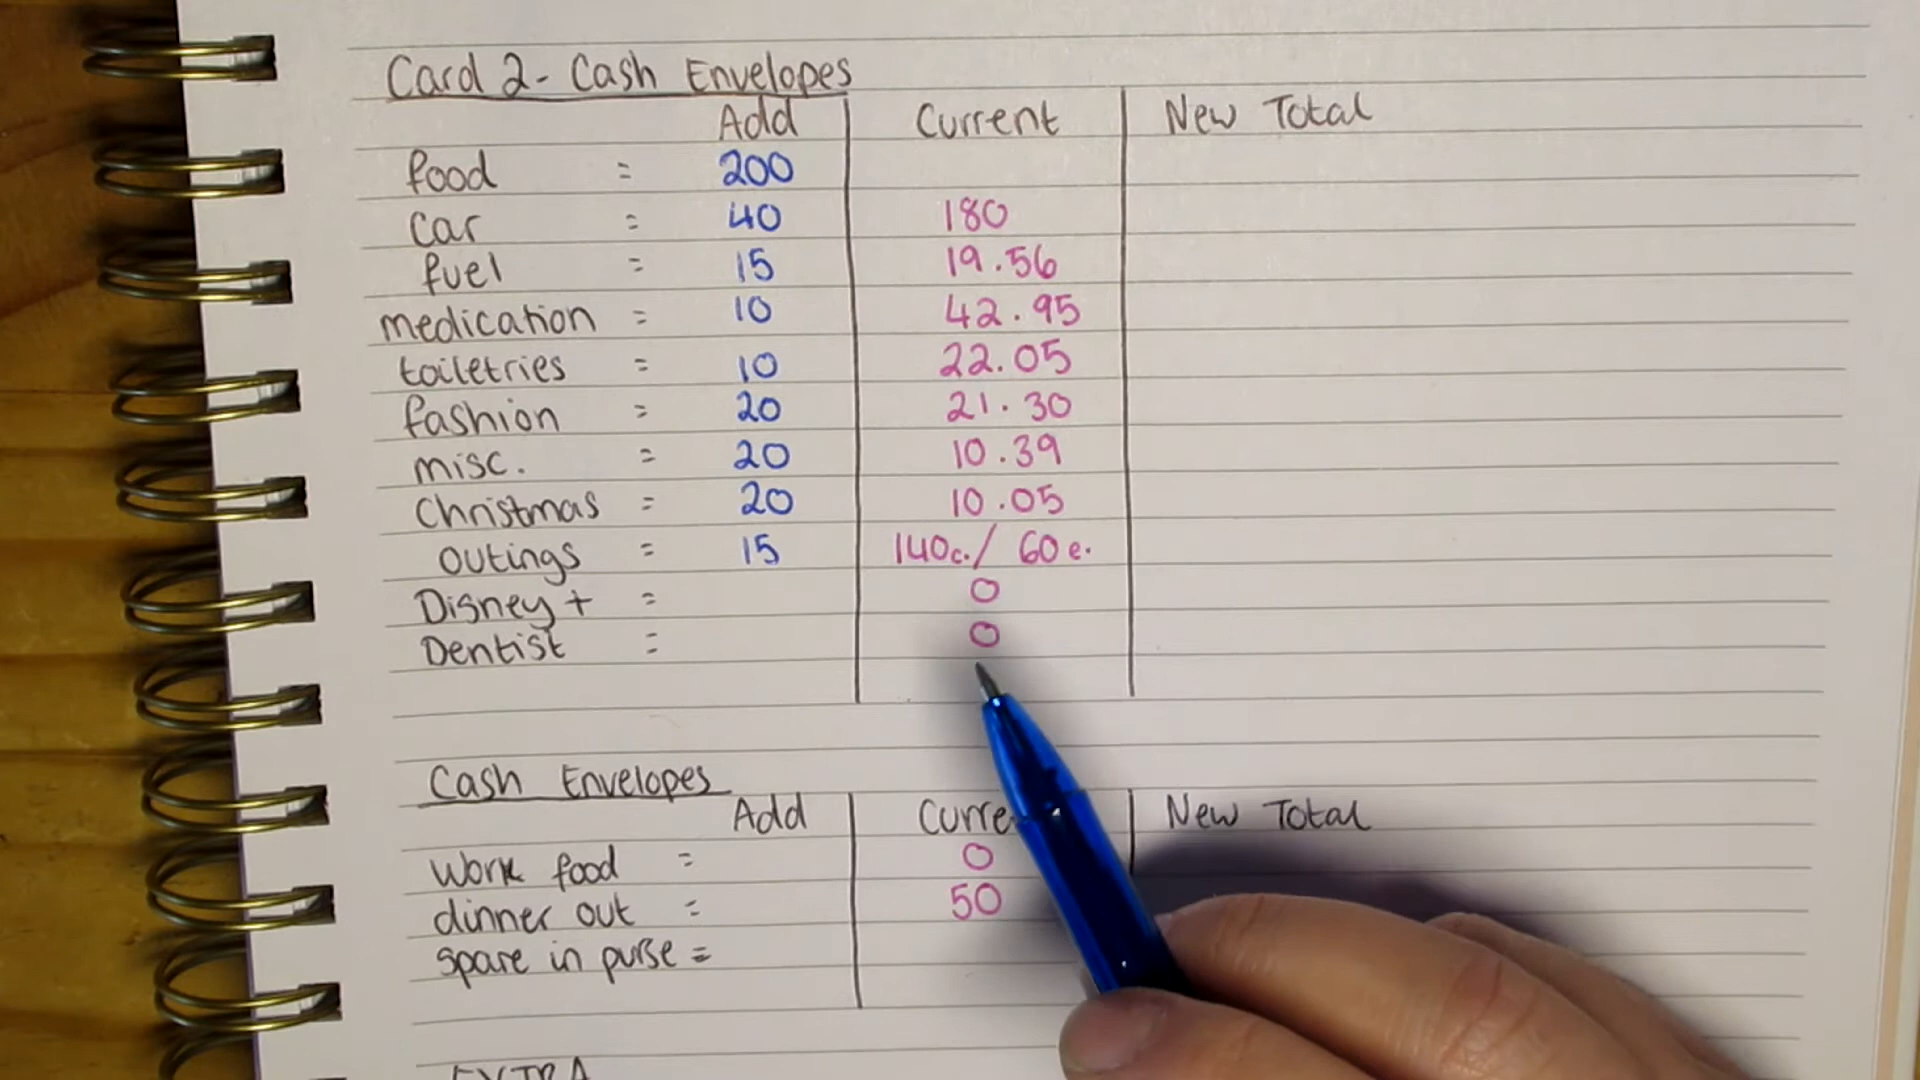 Card 2- Cash Envelopes
Add Current New Total
food = 200
Car = 40 180
fuel = 15 19.56
medication = 10 42.95
toiletries = 10 22.05
fashion = 20 21.30
misc. = 20 10.39
Christmas = 20 10.05
outings = 15 140c./ 60e.
Disney + = 0
Dentist = 0
Cash Envelopes
Add Curre New Total
Work food = 0
dinner out = 50
spare in purse =
EXTRA